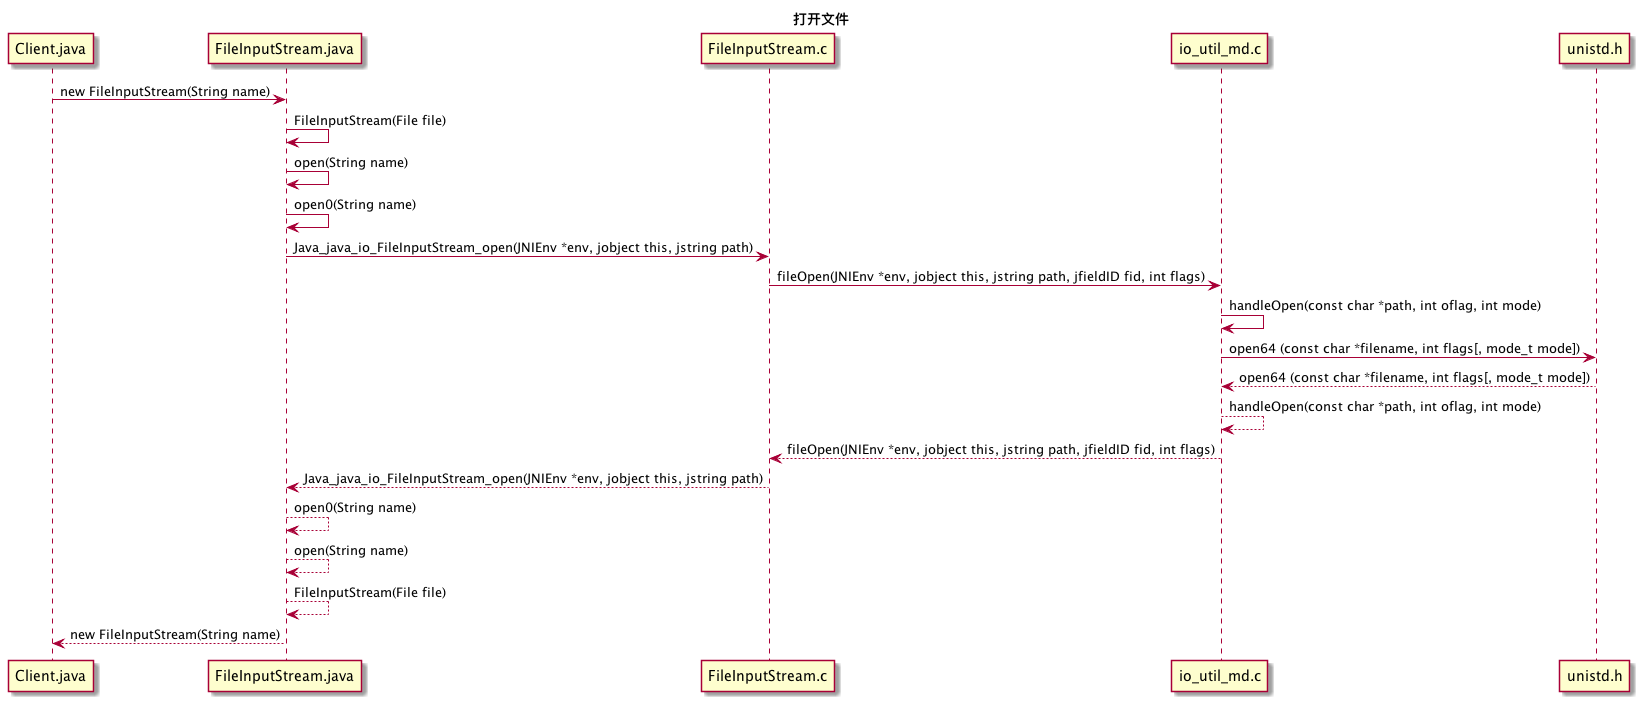 打开文件
Client.java
FileInputStream.java
FileInputStream.c
io_util_md.c
unistd.h
new FileInputStream(String name)
FileInputStream(File file)
open(String name)
open0(String name)
Java_java_io_FileInputStream_open(JNIEnv *env, jobject this, jstring path)
fileOpen(JNIEnv *env, jobject this, jstring path, jfieldID fid, int flags)
handleOpen(const char *path, int oflag, int mode)
open64 (const char *filename, int flags[, mode_t mode])
open64 (const char *filename, int flags[, mode_t mode])
handleOpen(const char *path, int oflag, int mode)
fileOpen(JNIEnv *env, jobject this, jstring path, jfieldID fid, int flags)
Java_java_io_FileInputStream_open(JNIEnv *env, jobject this, jstring path)
open0(String name)
open(String name)
FileInputStream(File file)
new FileInputStream(String name)
Client.java
FileInputStream.java
FileInputStream.c
io_util_md.c
unistd.h